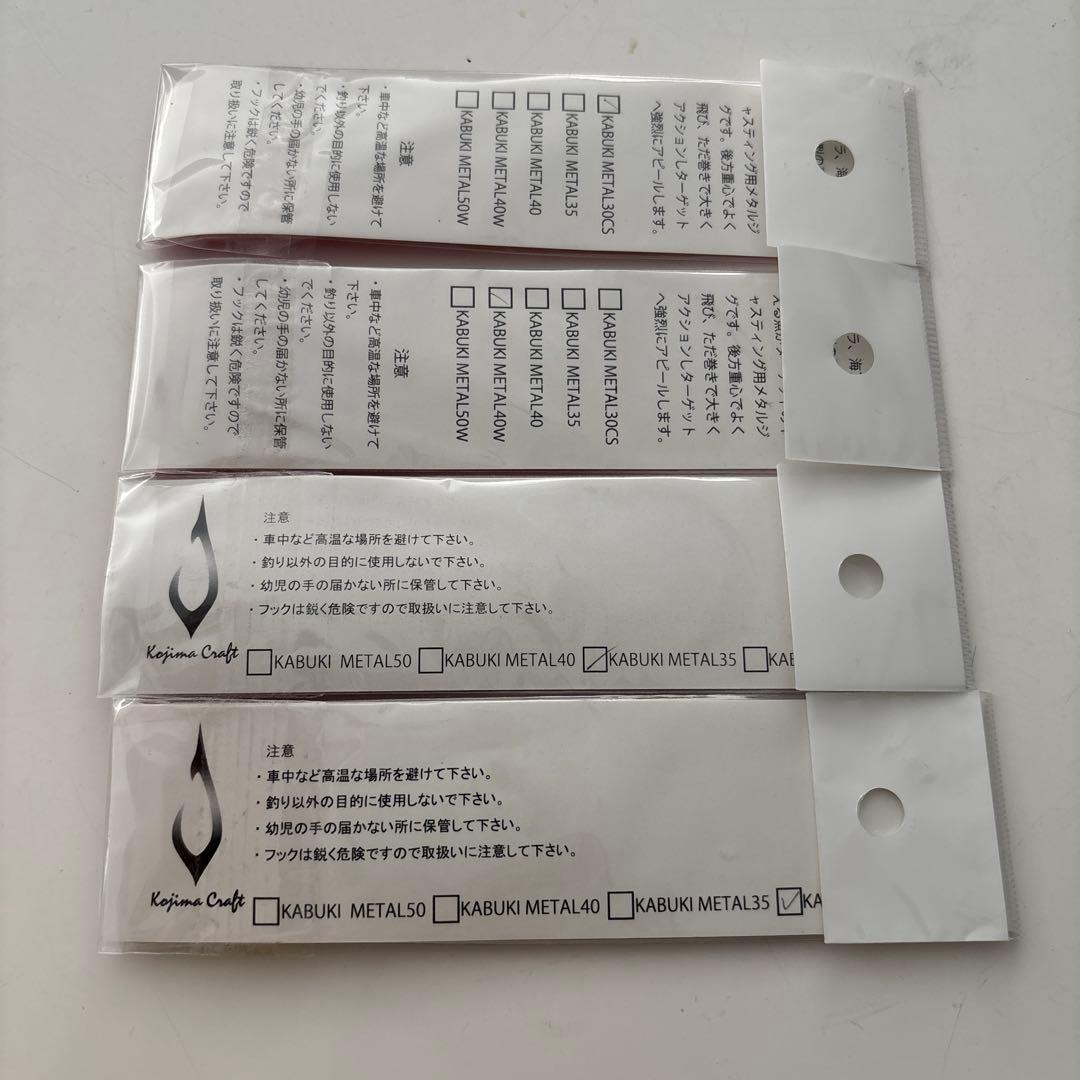 ラ、海
ャスティング用メタルジ
グです。後方重心でよく
飛び、ただ巻きで大きく
アクションしターゲット
へ強烈にアピールします。
KABUKI METAL30CS
KABUKI METAL35
KABUKI METAL40
KABUKI METAL40W
KABUKI METAL50W
注意
・車中など高温な場所を避けて
下さい。
・釣り以外の目的に使用しない
でください。
・幼児の手の届かない所に保管
してください。
・フックは鋭く危険ですので
取り扱いに注意して下さい。
ラ、海
ャスティング用メタルジ
グです。後方重心でよく
飛び、ただ巻きで大きく
アクションしターゲット
へ強烈にアピールします。
KABUKI METAL30CS
KABUKI METAL35
KABUKI METAL40
KABUKI METAL40W
KABUKI METAL50W
注意
・車中など高温な場所を避けて
下さい。
・釣り以外の目的に使用しない
でください。
・幼児の手の届かない所に保管
してください。
・フックは鋭く危険ですので
取り扱いに注意して下さい。
注意
・車中など高温な場所を避けて下さい。
・釣り以外の目的に使用しないで下さい。
・幼児の手の届かない所に保管して下さい。
・フックは鋭く危険ですので取扱いに注意して下さい。
Kojima Craft
KABUKI METAL50 KABUKI METAL40 KABUKI METAL35 KAB
注意
・車中など高温な場所を避けて下さい。
・釣り以外の目的に使用しないで下さい。
・幼児の手の届かない所に保管して下さい。
・フックは鋭く危険ですので取扱いに注意して下さい。
Kojima Craft
KABUKI METAL50 KABUKI METAL40 KABUKI METAL35 KA